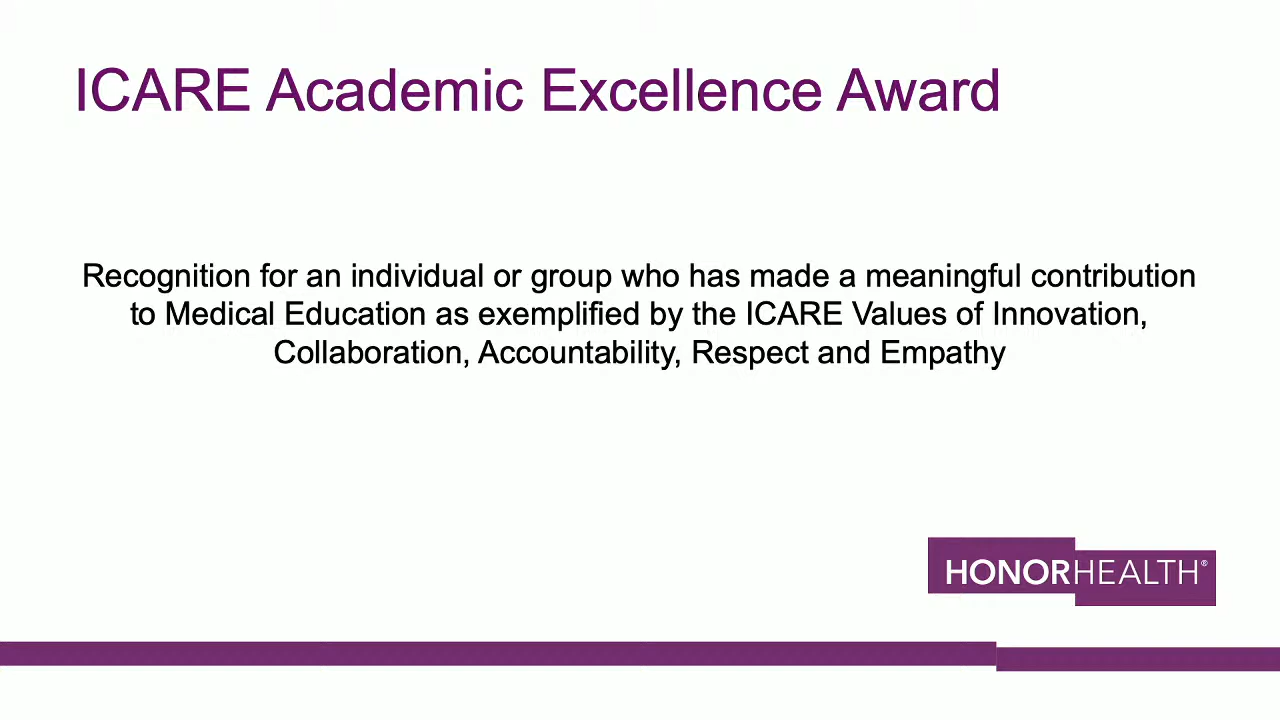 ICARE Academic Excellence Award
Recognition for an individual or group who has made a meaningful contribution
to Medical Education as exemplified by the ICARE Values of Innovation,
Collaboration, Accountability, Respect and Empathy
HONORHEALTH®